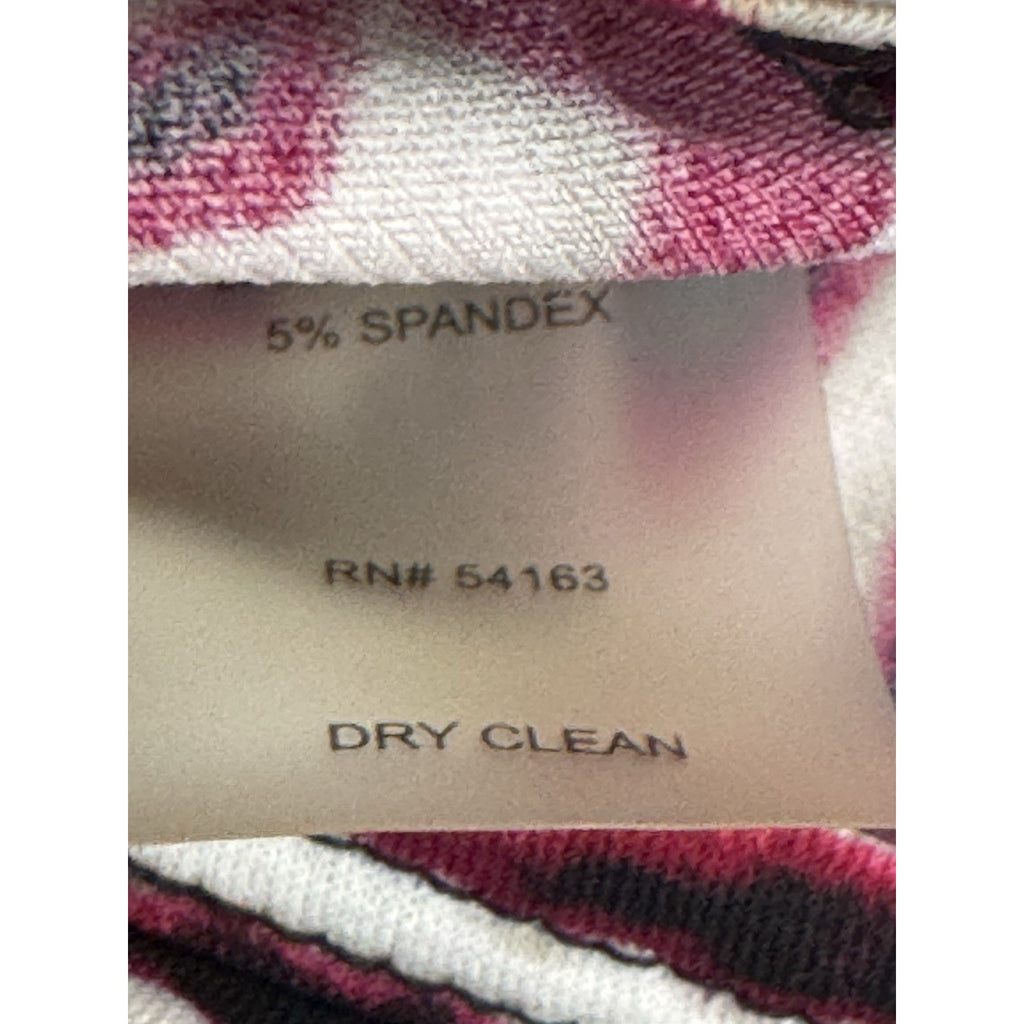 5% SPANDEX
RN# 54163
DRY CLEAN